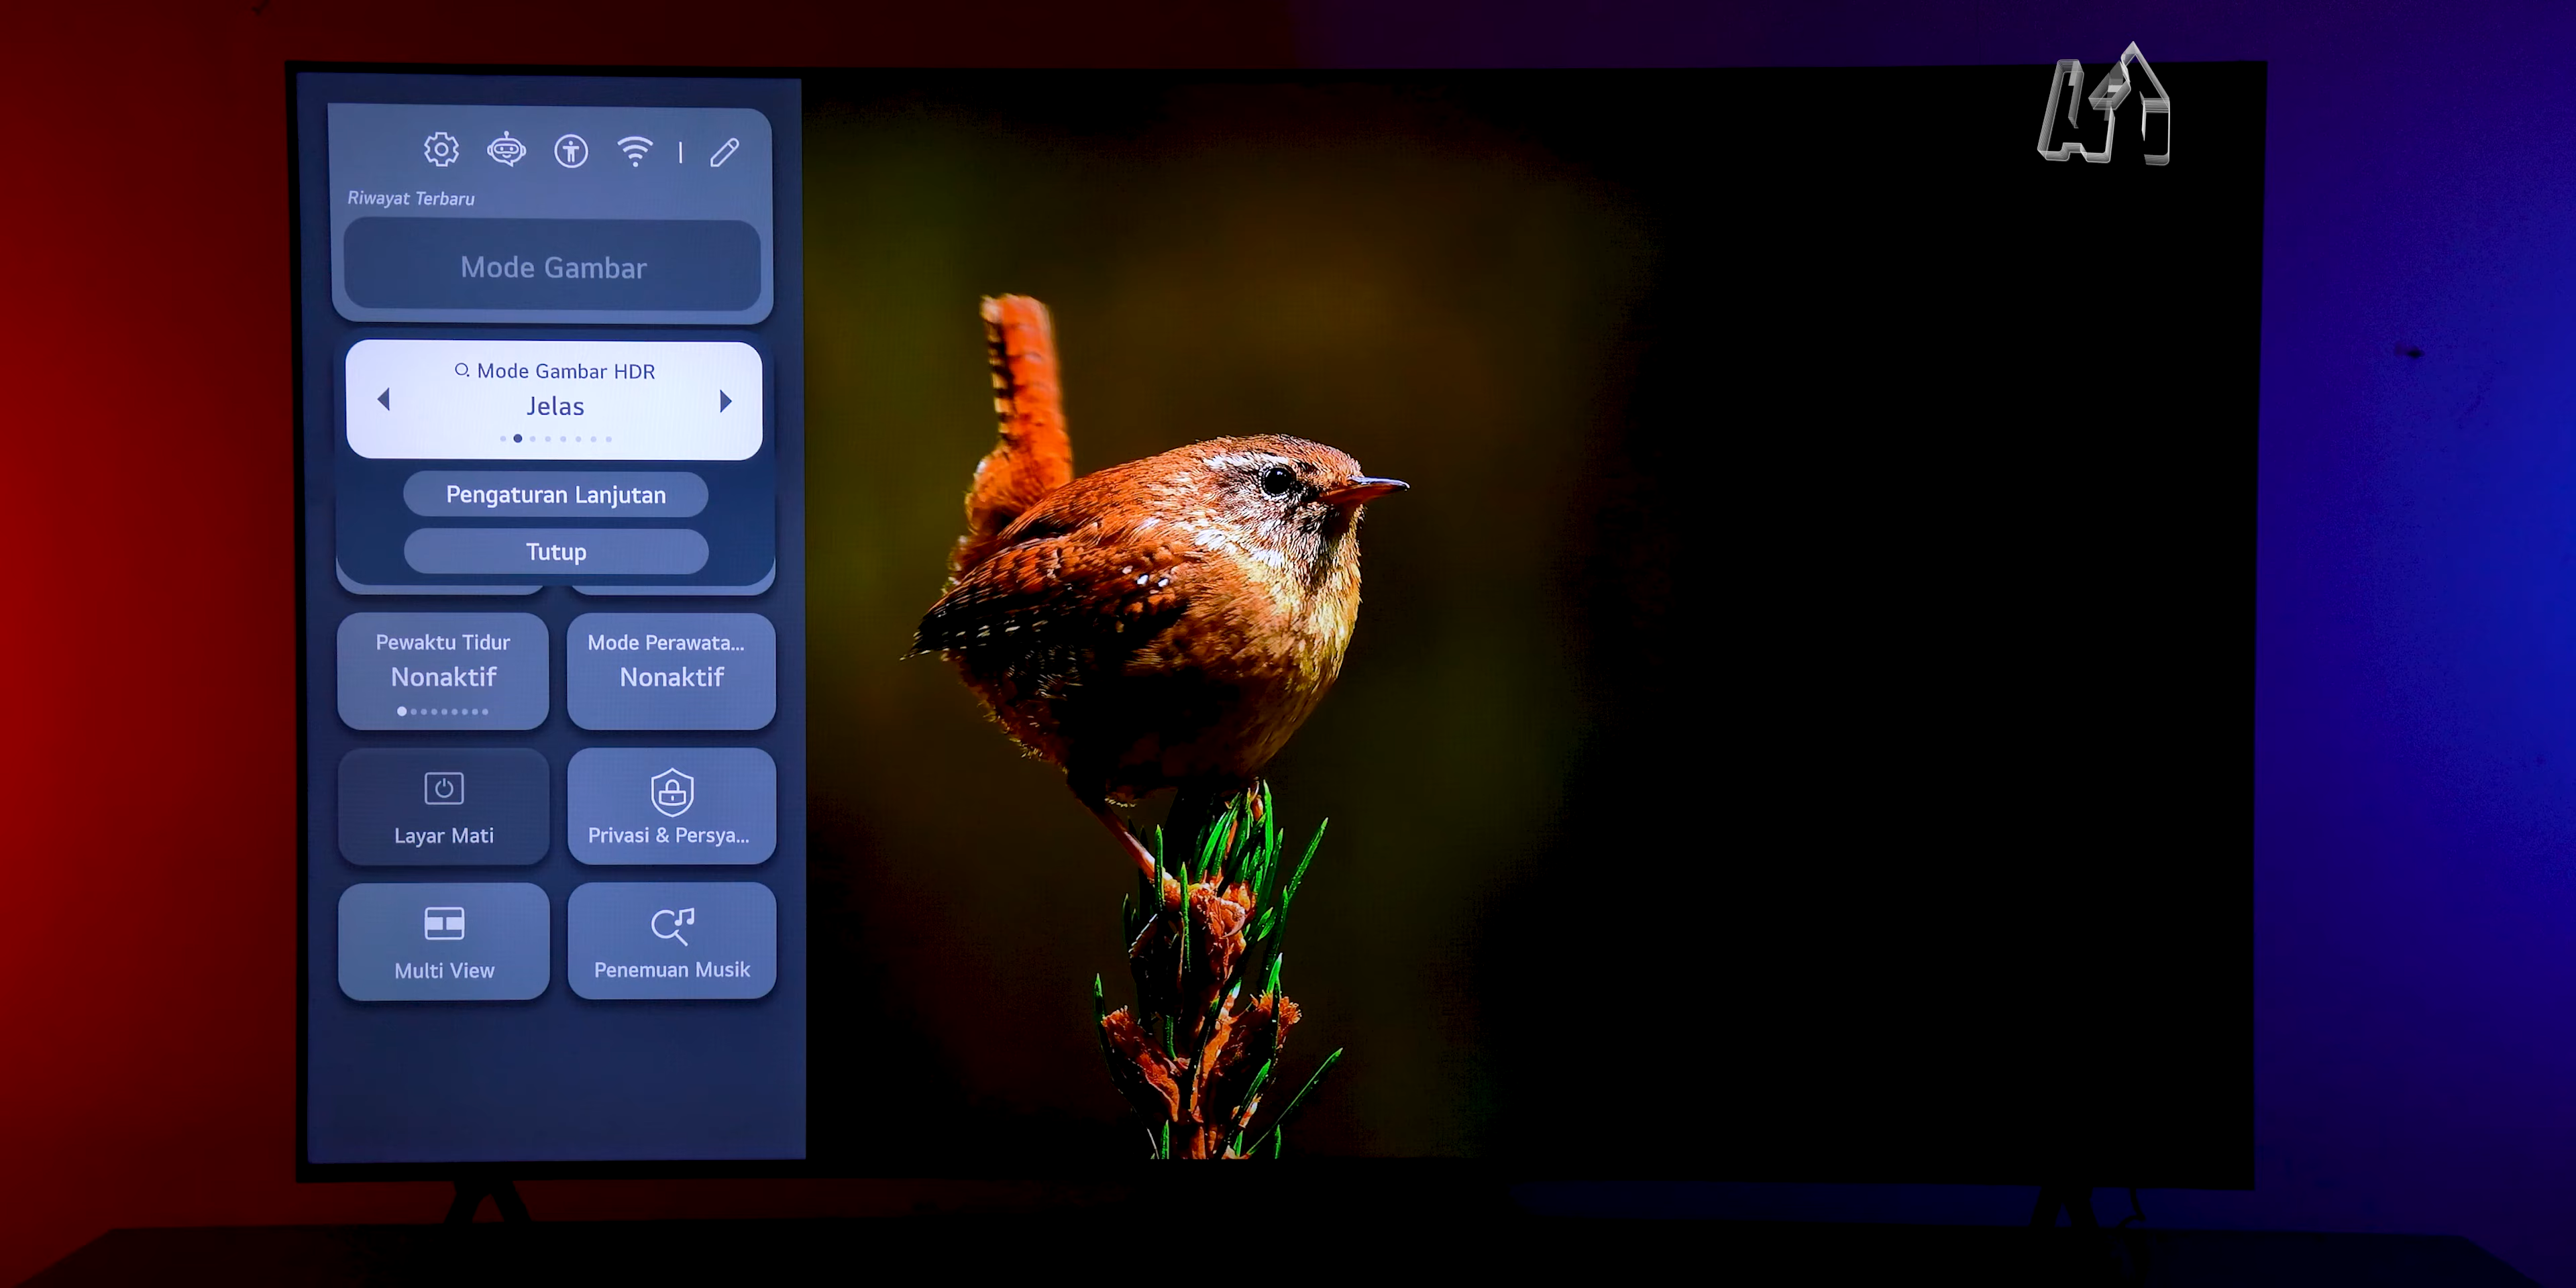 Riwayat Terbaru
Mode Gambar
Mode Gambar HDR
Jelas
Pengaturan Lanjutan
Tutup
Pewaktu Tidur
Nonaktif
Mode Perawata...
Nonaktif
Layar Mati
Privasi & Persya...
Multi View
Penemuan Musik